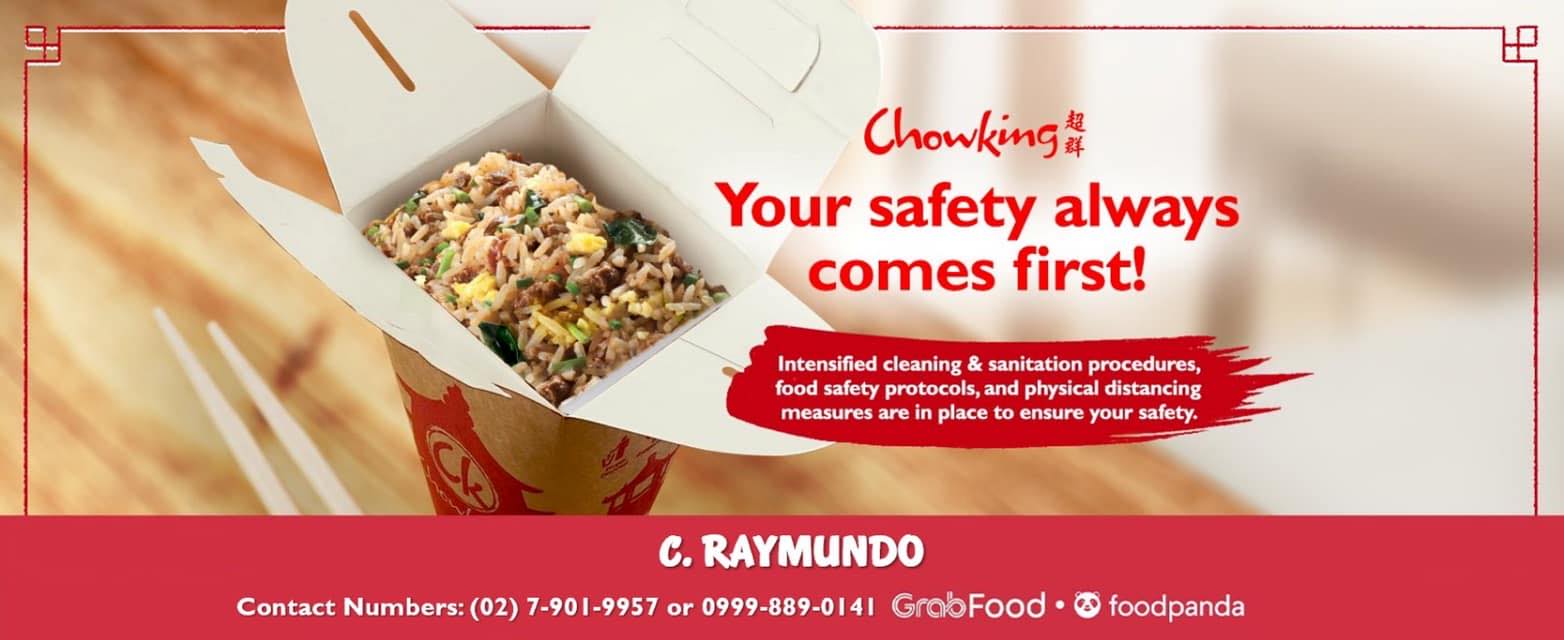 Chowking 超群
Your safety always
comes first!
Intensified cleaning & sanitation procedures,
food safety protocols, and physical distancing
measures are in place to ensure your safety.
Ck
C. RAYMUNDO
Contact Numbers: (02) 7-901-9957 or 0999-889-0141 GrabFood • foodpanda